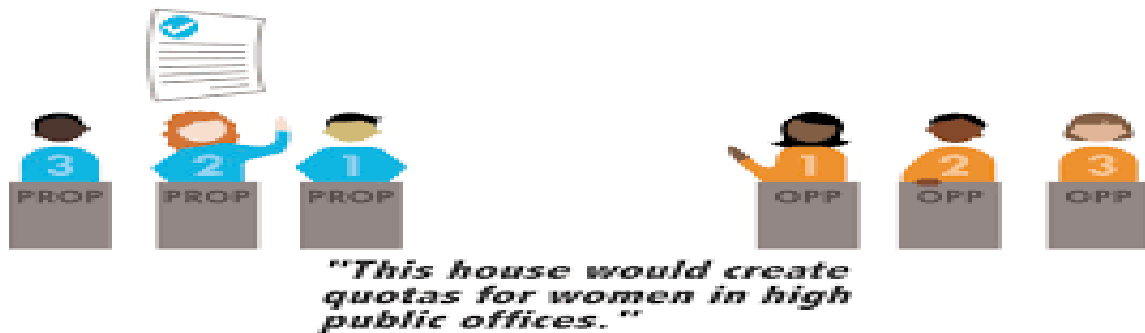 3 2 1 1 2 3
PROP PROP PROP OPP OPP OPP
"This house would create
quotas for women in high
public offices."